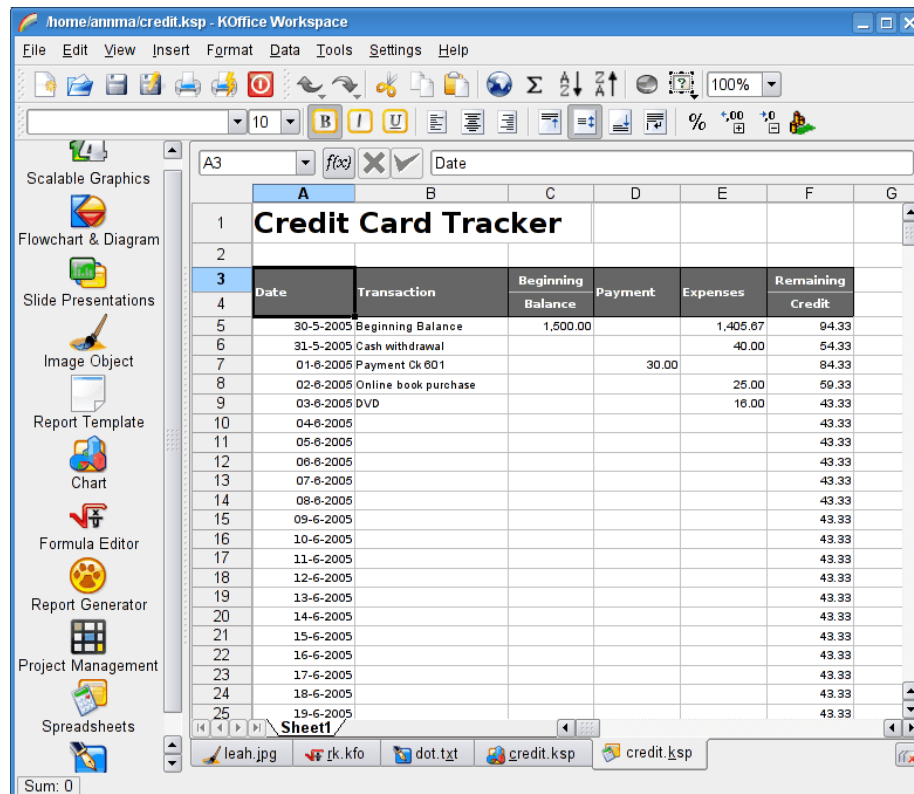 /home/annma/credit.ksp - KOffice Workspace
File Edit View Insert Format Data Tools Settings Help
100%
10 B I U % +,00 +,0
A3 f(x) Date
Scalable Graphics
Flowchart & Diagram
Slide Presentations
Image Object
Report Template
Chart
Formula Editor
Report Generator
Project Management
Spreadsheets
A B C D E F G
1 Credit Card Tracker
2
3 Date Transaction Beginning Payment Expenses Remaining
4 Balance Credit
5 30-5-2005 Beginning Balance 1,500.00 1,405.67 94.33
6 31-5-2005 Cash withdrawal 40.00 54.33
7 01-6-2005 Payment Ck 601 30.00 84.33
8 02-6-2005 Online book purchase 25.00 59.33
9 03-6-2005 DVD 16.00 43.33
10 04-6-2005 43.33
11 05-6-2005 43.33
12 06-6-2005 43.33
13 07-6-2005 43.33
14 08-6-2005 43.33
15 09-6-2005 43.33
16 10-6-2005 43.33
17 11-6-2005 43.33
18 12-6-2005 43.33
19 13-6-2005 43.33
20 14-6-2005 43.33
21 15-6-2005 43.33
22 16-6-2005 43.33
23 17-6-2005 43.33
24 18-6-2005 43.33
25 19-6-2005 43.33
Sheet1
leah.jpg rk.kfo dot.txt credit.ksp credit.ksp
Sum: 0